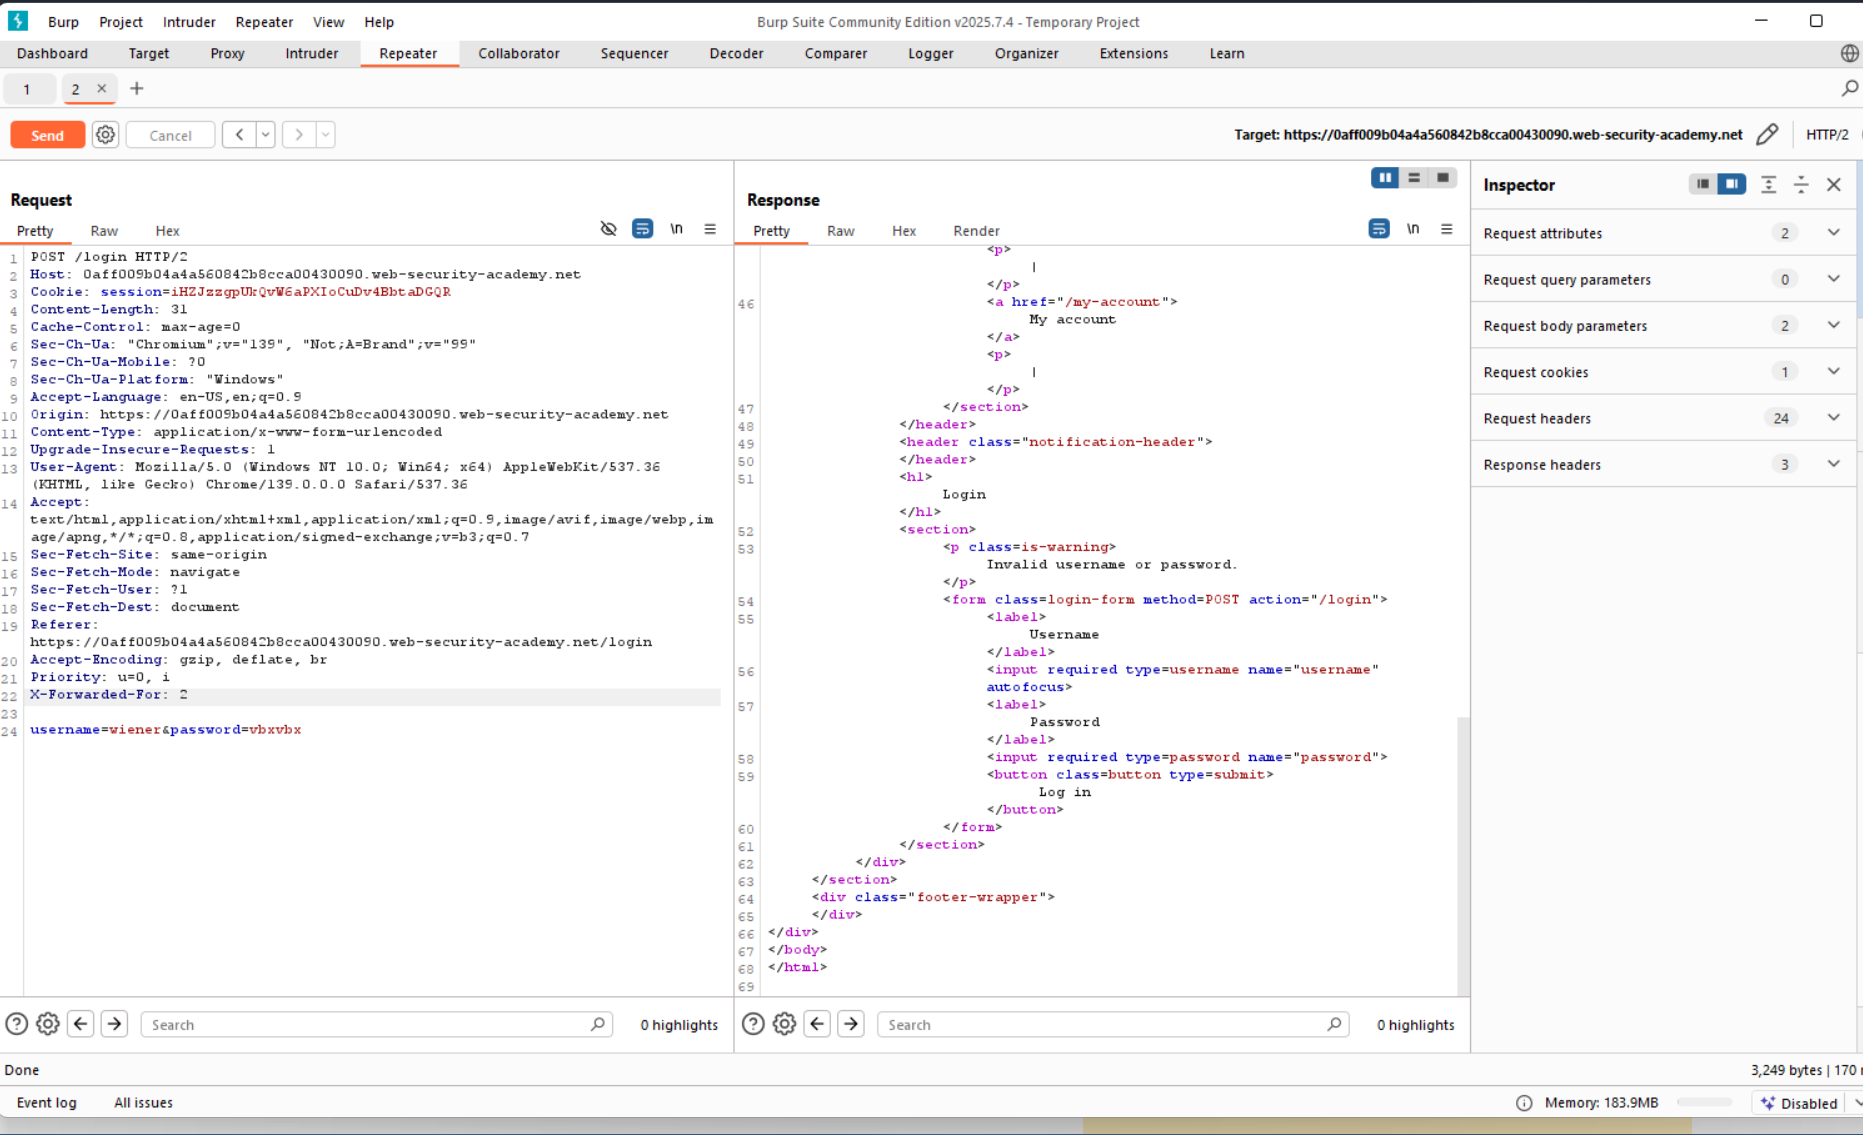 Burp Project Intruder Repeater View Help Burp Suite Community Edition v2025.7.4 - Temporary Project
Dashboard Target Proxy Intruder Repeater Collaborator Sequencer Decoder Comparer Logger Organizer Extensions Learn
1 2 × +
Send Cancel < > Target: https://0aff009b04a4a560842b8cca00430090.web-security-academy.net HTTP/2
Request
Pretty Raw Hex \n
1 POST /login HTTP/2
2 Host: 0aff009b04a4a560842b8cca00430090.web-security-academy.net
3 Cookie: session=iHZJzzgpUkQvW6aPXIoCuDv4BbtaDGQR
4 Content-Length: 31
5 Cache-Control: max-age=0
6 Sec-Ch-Ua: "Chromium";v="139", "Not;A=Brand";v="99"
7 Sec-Ch-Ua-Mobile: ?0
8 Sec-Ch-Ua-Platform: "Windows"
9 Accept-Language: en-US,en;q=0.9
10 Origin: https://0aff009b04a4a560842b8cca00430090.web-security-academy.net
11 Content-Type: application/x-www-form-urlencoded
12 Upgrade-Insecure-Requests: 1
13 User-Agent: Mozilla/5.0 (Windows NT 10.0; Win64; x64) AppleWebKit/537.36
(KHTML, like Gecko) Chrome/139.0.0.0 Safari/537.36
14 Accept:
text/html,application/xhtml+xml,application/xml;q=0.9,image/avif,image/webp,im
age/apng,*/*;q=0.8,application/signed-exchange;v=b3;q=0.7
15 Sec-Fetch-Site: same-origin
16 Sec-Fetch-Mode: navigate
17 Sec-Fetch-User: ?1
18 Sec-Fetch-Dest: document
19 Referer:
https://0aff009b04a4a560842b8cca00430090.web-security-academy.net/login
20 Accept-Encoding: gzip, deflate, br
21 Priority: u=0, i
22 X-Forwarded-For: 2
23
24 username=wiener&password=vbxvbx
Search 0 highlights
Response
Pretty Raw Hex Render \n
<p>
|
</p>
46 <a href="/my-account">
My account
</a>
<p>
|
</p>
47 </section>
48 </header>
49 <header class="notification-header">
50 </header>
51 <h1>
Login
</h1>
52 <section>
53 <p class=is-warning>
Invalid username or password.
</p>
54 <form class=login-form method=POST action="/login">
55 <label>
Username
</label>
56 <input required type=username name="username"
autofocus>
57 <label>
Password
</label>
58 <input required type=password name="password">
59 <button class=button type=submit>
Log in
</button>
60 </form>
61 </section>
62 </div>
63 </section>
64 <div class="footer-wrapper">
65 </div>
66 </div>
67 </body>
68 </html>
69
Search 0 highlights
Inspector
Request attributes 2
Request query parameters 0
Request body parameters 2
Request cookies 1
Request headers 24
Response headers 3
Done 3,249 bytes | 170
Event log All issues Memory: 183.9MB Disabled